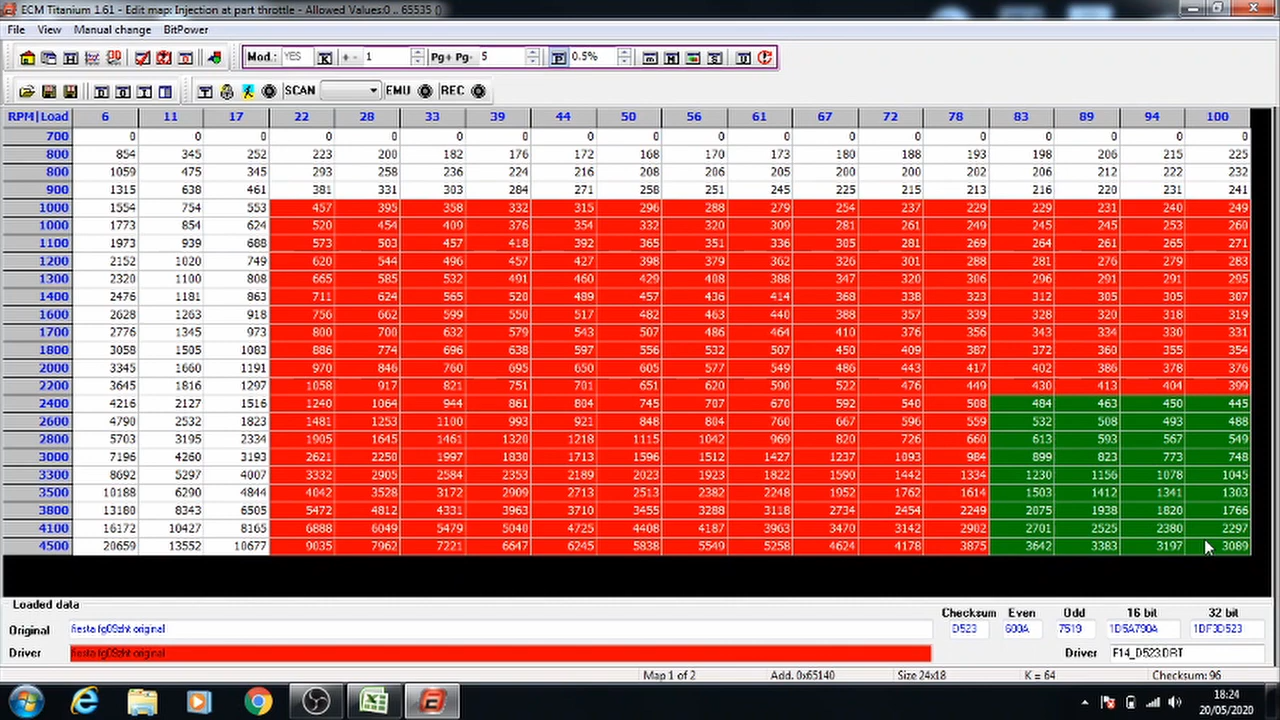 ECM Titanium 1.61 - Edit map: Injection at part throttle - Allowed Values:0 .. 65535 ()
File View Manual change BitPower
Mod.: YES K + - 1 Pg+ Pg- 5 P 0.5%
SCAN EMU REC
RPM|Load 6 11 17 22 28 33 39 44 50 56 61 67 72 78 83 89 94 100
700 0 0 0 0 0 0 0 0 0 0 0 0 0 0 0 0 0 0
800 854 345 252 223 200 182 176 172 168 170 173 180 188 193 198 206 215 225
800 1059 475 345 293 258 236 224 216 208 206 205 200 200 202 206 212 222 232
900 1315 638 461 381 331 303 284 271 258 251 245 225 215 213 216 220 231 241
1000 1554 754 553 457 395 358 332 315 296 288 279 254 237 229 229 231 240 249
1000 1773 854 624 520 454 409 376 354 332 320 309 281 261 249 245 245 253 260
1100 1973 939 688 573 503 457 418 392 365 351 336 305 281 269 264 261 265 271
1200 2152 1020 749 620 544 496 457 427 398 379 362 326 301 288 281 276 279 283
1300 2320 1100 808 665 585 532 491 460 429 408 388 347 320 306 296 291 291 295
1400 2476 1181 863 711 624 565 520 489 457 436 414 368 338 323 312 305 305 307
1600 2628 1263 918 756 662 599 550 517 482 463 440 388 357 339 328 320 318 319
1700 2776 1345 973 800 700 632 579 543 507 486 464 410 376 356 343 334 330 331
1800 3058 1505 1083 886 774 696 638 597 556 532 507 450 409 387 372 360 355 354
2000 3345 1660 1191 970 846 760 695 650 605 577 549 486 443 417 402 386 378 376
2200 3645 1816 1297 1058 917 821 751 701 651 620 590 522 476 449 430 413 404 399
2400 4216 2127 1516 1240 1064 944 861 804 745 707 670 592 540 508 484 463 450 445
2600 4790 2532 1823 1481 1253 1100 993 921 848 804 760 667 596 559 532 508 493 488
2800 5703 3195 2334 1905 1645 1461 1320 1218 1115 1042 969 820 726 660 613 593 567 549
3000 7196 4260 3193 2621 2250 1997 1830 1713 1596 1512 1427 1237 1093 984 899 823 773 748
3300 8692 5297 4007 3332 2905 2584 2353 2189 2023 1923 1822 1590 1442 1334 1230 1156 1078 1045
3500 10188 6290 4844 4042 3528 3172 2909 2713 2513 2382 2248 1952 1762 1614 1503 1412 1341 1303
3800 13180 8343 6505 5472 4812 4331 3963 3710 3455 3288 3118 2734 2454 2249 2075 1938 1820 1766
4100 16172 10427 8165 6888 6049 5479 5040 4725 4408 4187 3963 3470 3142 2902 2701 2525 2380 2297
4500 20659 13552 10677 9035 7962 7221 6647 6245 5838 5549 5258 4624 4178 3875 3642 3383 3197 3089
Loaded data
Checksum Even Odd 16 bit 32 bit
Original fiesta fg09zht original D523 600A 7519 1D5A790A 1DF3D523
Driver fiesta fg09zht original Driver F14_D523.DRT
Map 1 of 2 Add. 0x65140 Size 24x18 K = 64 Checksum: 96
18:24
20/05/2020